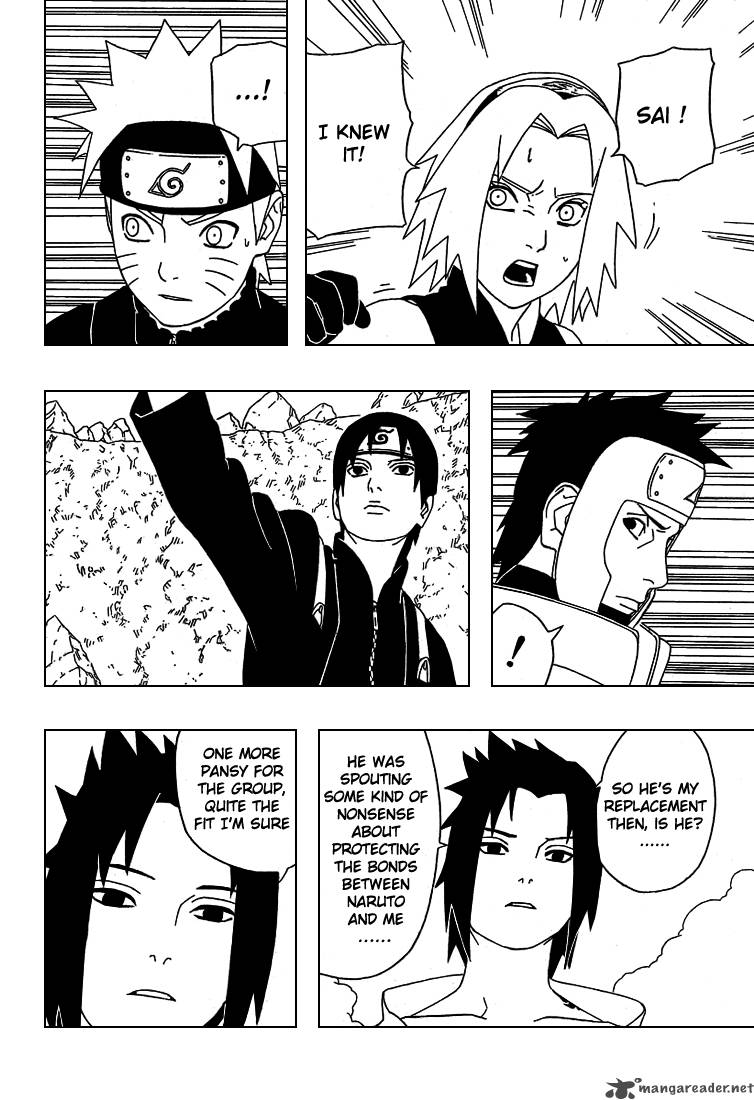 SAI !
I KNEW
IT!
...!
!
SO HE'S MY
REPLACEMENT
THEN, IS HE?
......
HE WAS
SPOUTING
SOME KIND OF
NONSENSE
ABOUT
PROTECTING
THE BONDS
BETWEEN
NARUTO
AND ME
......
ONE MORE
PANSY FOR
THE GROUP,
QUITE THE
FIT I'M SURE
mangareader.net